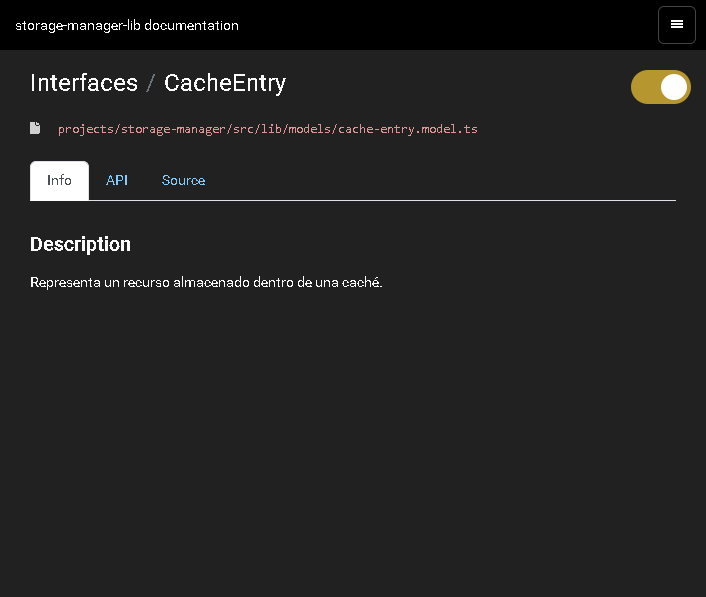 storage-manager-lib documentation
Interfaces / CacheEntry
projects/storage-manager/src/lib/models/cache-entry.model.ts
Info API Source
Description
Representa un recurso almacenado dentro de una caché.